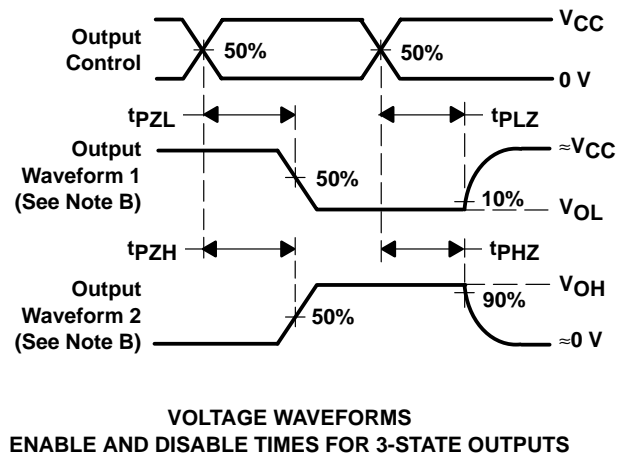 Output
Control
50%
50%
VCC
0 V
tPZL
tPLZ
Output
Waveform 1
(See Note B)
50%
10%
≈VCC
VOL
tPZH
tPHZ
Output
Waveform 2
(See Note B)
50%
90%
VOH
≈0 V
VOLTAGE WAVEFORMS
ENABLE AND DISABLE TIMES FOR 3-STATE OUTPUTS